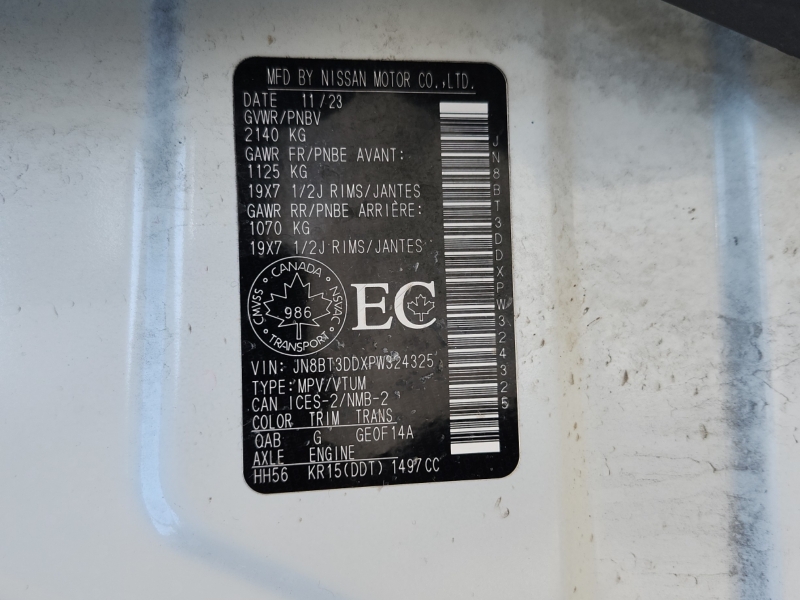 MFD BY NISSAN MOTOR CO.,LTD.
DATE 11/23
GVWR/PNBV
2140 KG
GAWR FR/PNBE AVANT:
1125 KG
19X7 1/2J RIMS/JANTES
GAWR RR/PNBE ARRIÈRE:
1070 KG
19X7 1/2J RIMS/JANTES
CANADA
CMVSS NSVAC
986
TRANSPORT
EC
VIN: JN8BT3DDXPW324325
TYPE:MPV/VTUM
CAN ICES-2/NMB-2
COLOR TRIM TRANS
QAB G GE0F14A
AXLE ENGINE
HH56 KR15(DDT) 1497CC
JN8BT3DDXPW324325